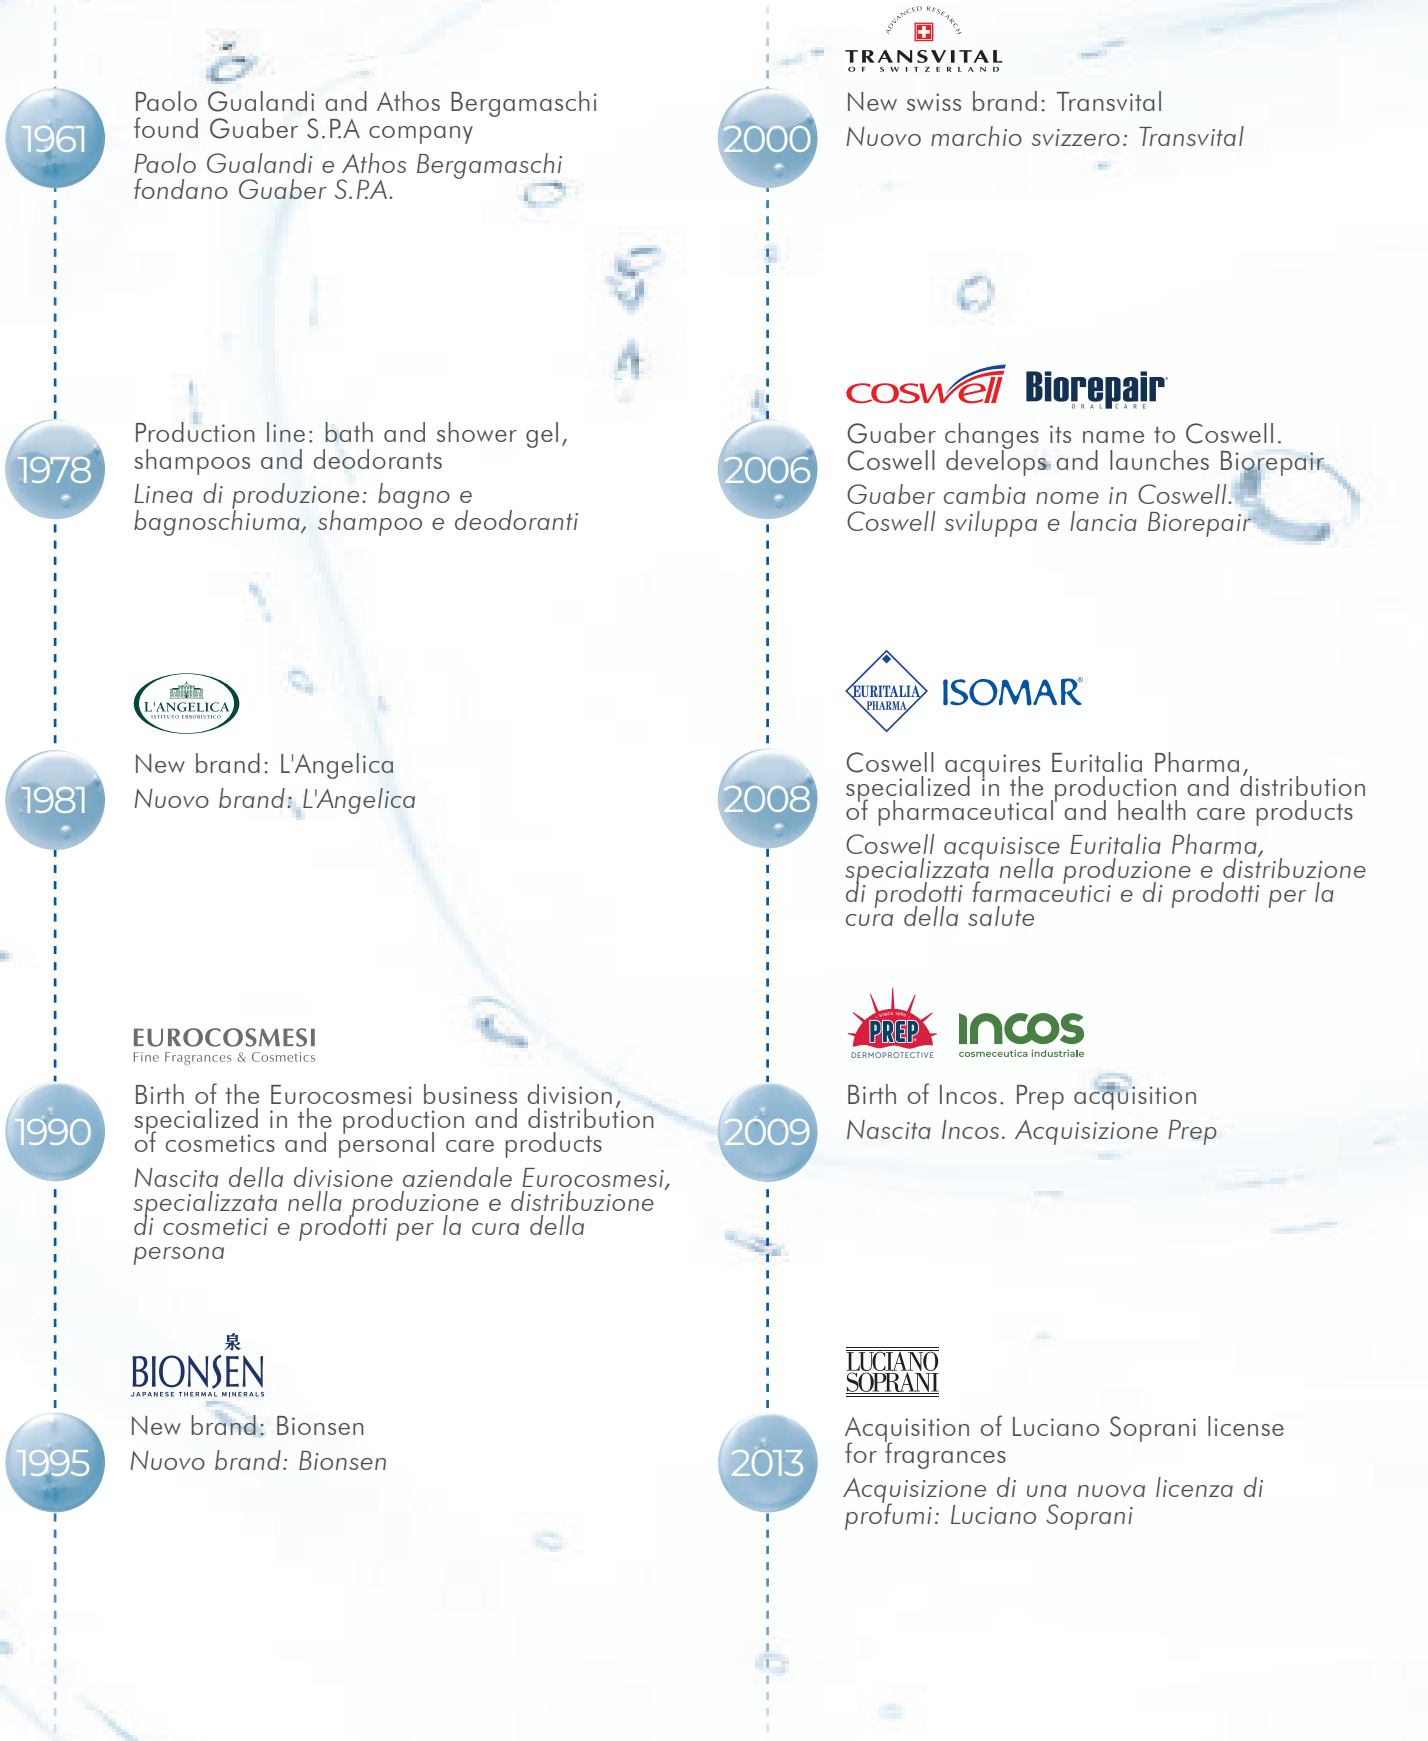 1961
Paolo Gualandi and Athos Bergamaschi
found Guaber S.P.A company
Paolo Gualandi e Athos Bergamaschi
fondano Guaber S.P.A.
1978
Production line: bath and shower gel,
shampoos and deodorants
Linea di produzione: bagno e
bagnoschiuma, shampoo e deodoranti
L'ANGELICA
ISTITUTO ERBORISTICO
1981
New brand: L'Angelica
Nuovo brand: L'Angelica
EUROCOSMESI
Fine Fragrances & Cosmetics
1990
Birth of the Eurocosmesi business division,
specialized in the production and distribution
of cosmetics and personal care products
Nascita della divisione aziendale Eurocosmesi,
specializzata nella produzione e distribuzione
di cosmetici e prodotti per la cura della
persona
泉
BIONSEN
JAPANESE THERMAL MINERALS
1995
New brand: Bionsen
Nuovo brand: Bionsen
ADVANCED RESEARCH
TRANSVITAL
OF SWITZERLAND
2000
New swiss brand: Transvital
Nuovo marchio svizzero: Transvital
coswell
Biorepair
ORAL CARE
2006
Guaber changes its name to Coswell.
Coswell develops and launches Biorepair
Guaber cambia nome in Coswell.
Coswell sviluppa e lancia Biorepair
EURITALIA
PHARMA
ISOMAR®
2008
Coswell acquires Euritalia Pharma,
specialized in the production and distribution
of pharmaceutical and health care products
Coswell acquisisce Euritalia Pharma,
specializzata nella produzione e distribuzione
di prodotti farmaceutici e di prodotti per la
cura della salute
PREP
DERMOPROTECTIVE
incos
cosmeceutica industriale
2009
Birth of Incos. Prep acquisition
Nascita Incos. Acquisizione Prep
LUCIANO
SOPRANI
2013
Acquisition of Luciano Soprani license
for fragrances
Acquisizione di una nuova licenza di
profumi: Luciano Soprani